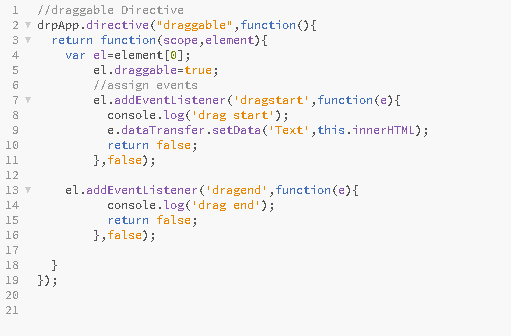 1 //draggable Directive
2 drpApp.directive("draggable",function(){
3 return function(scope,element){
4 var el=element[0];
5 el.draggable=true;
6 //assign events
7 el.addEventListener('dragstart',function(e){
8 console.log('drag start');
9 e.dataTransfer.setData('Text',this.innerHTML);
10 return false;
11 },false);
12
13 el.addEventListener('dragend',function(e){
14 console.log('drag end');
15 return false;
16 },false);
17
18 }
19 });
20
21